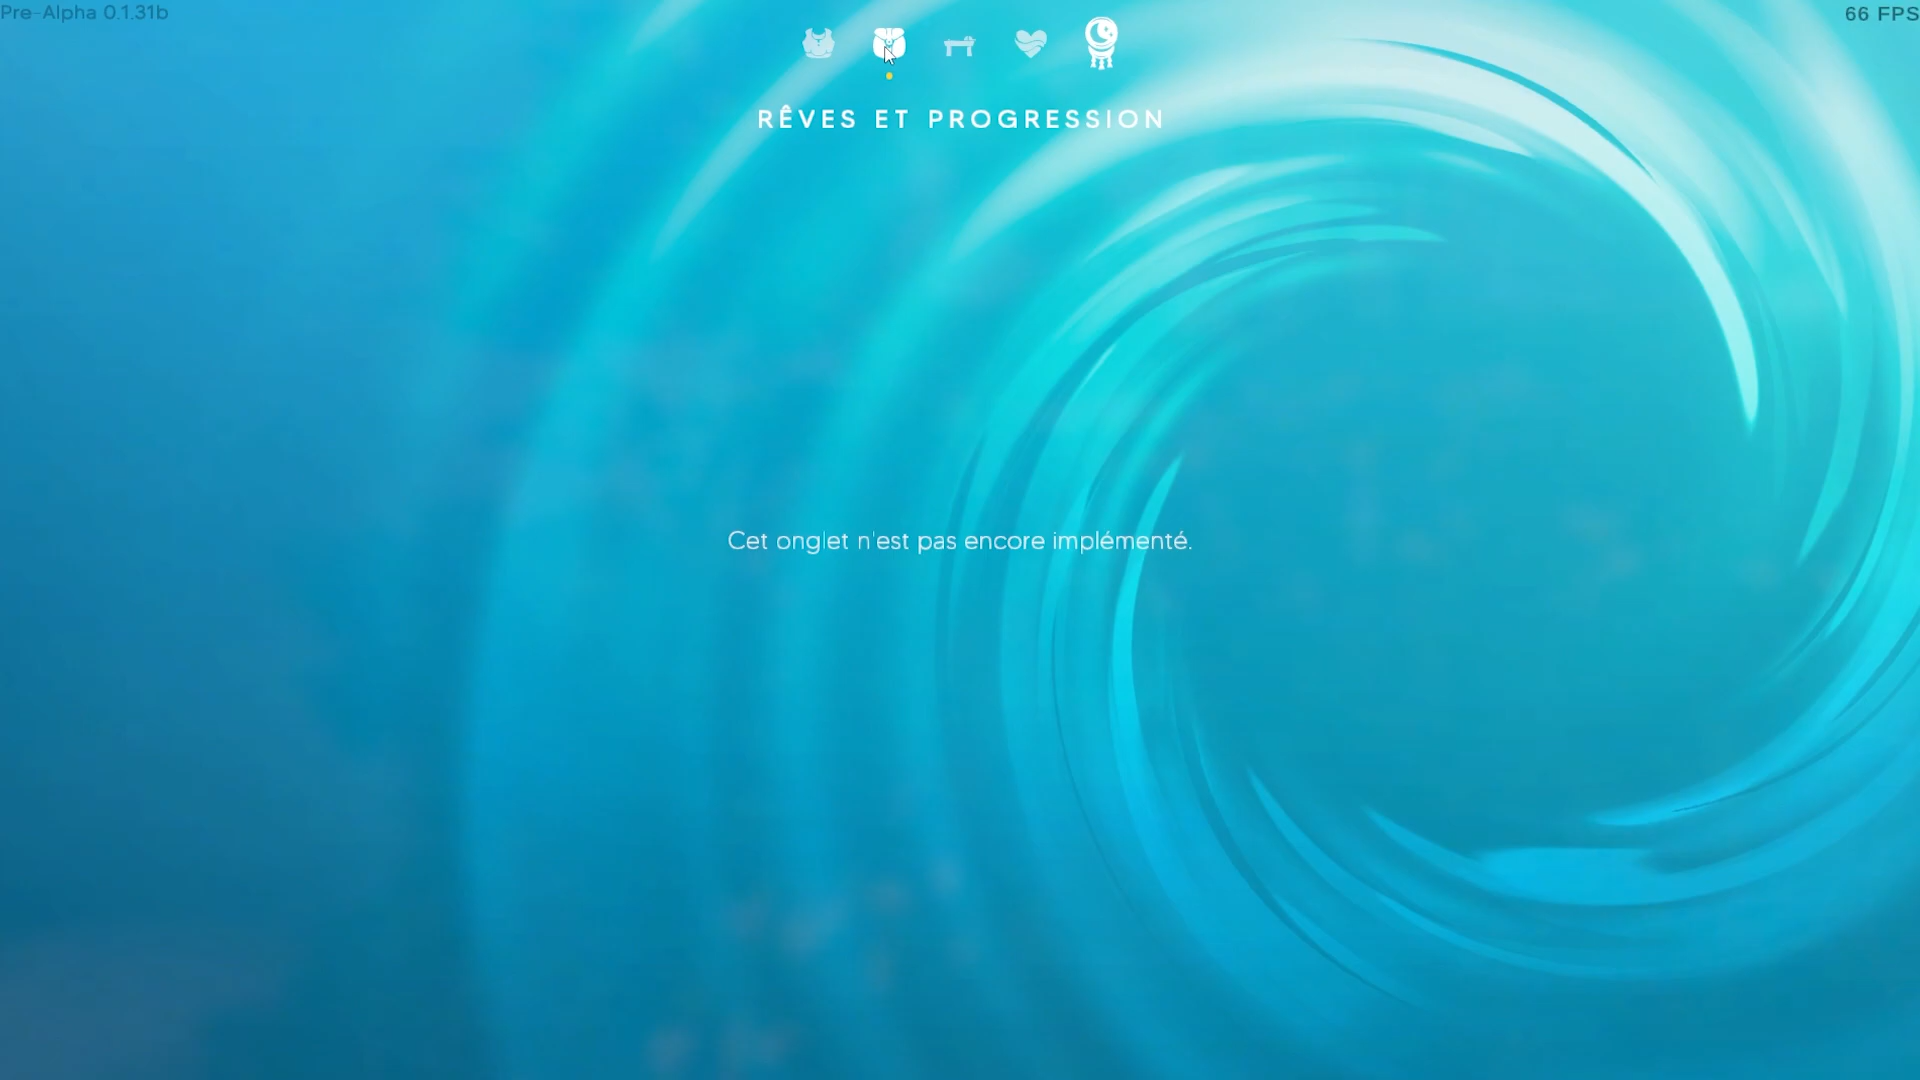 Pre-Alpha 0.1.31b
66 FPS
RÊVES ET PROGRESSION
Cet onglet n'est pas encore implémenté.